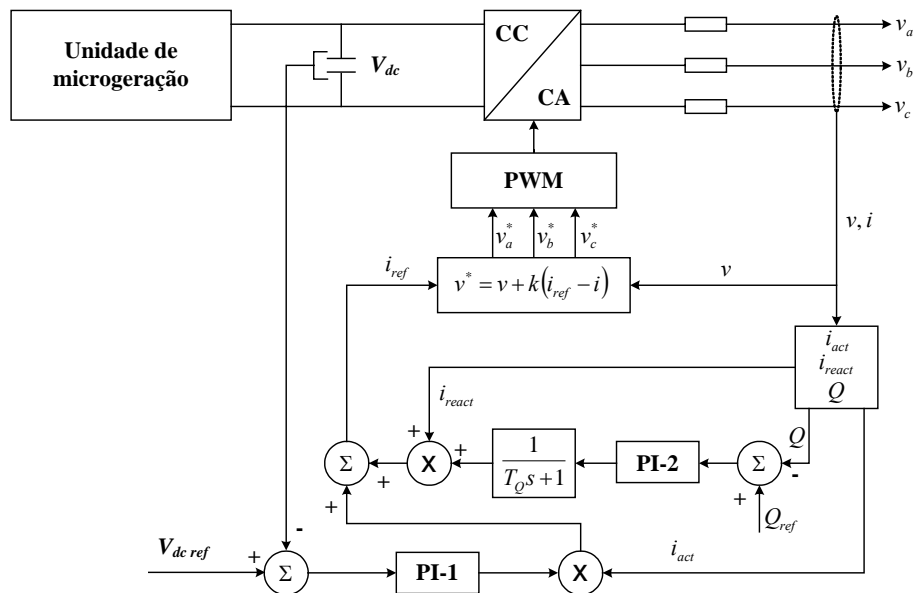 Unidade de
microgeração
V_dc
CC
CA
v_a
v_b
v_c
PWM
v_a^* v_b^* v_c^*
v, i
i_ref
v^* = v + k(i_ref − i)
v
i_act
i_react
Q
i_react
+
+
Σ
+
X
1
T_Q s + 1
PI-2
Σ
Q
-
+
Q_ref
+
-
V_dc ref
+
Σ
PI-1
X
i_act